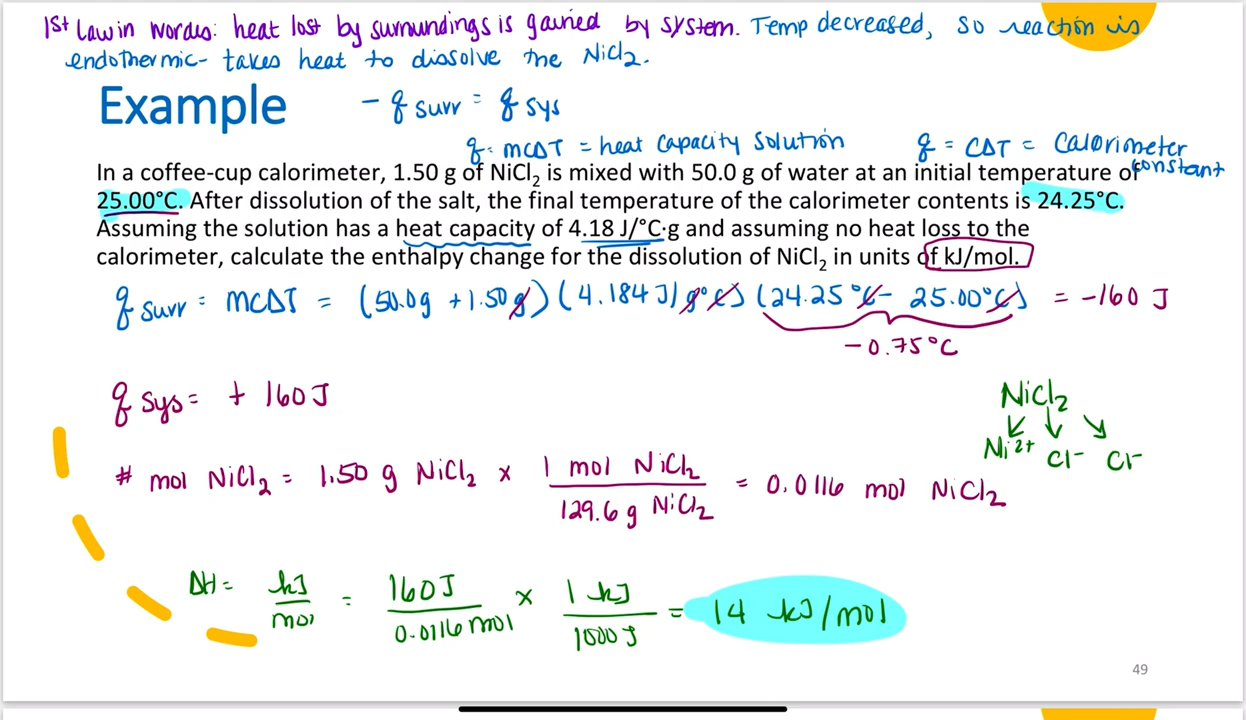 1st Law in words: heat lost by surroundings is gained by system. Temp decreased, so reaction is
endothermic- takes heat to dissolve the NiCl₂.
Example
- q surr = q sys
q = mCΔT = heat capacity solution
q = CΔT = Calorimeter constant
In a coffee-cup calorimeter, 1.50 g of NiCl₂ is mixed with 50.0 g of water at an initial temperature of
25.00°C. After dissolution of the salt, the final temperature of the calorimeter contents is 24.25°C.
Assuming the solution has a heat capacity of 4.18 J/°C·g and assuming no heat loss to the
calorimeter, calculate the enthalpy change for the dissolution of NiCl₂ in units of kJ/mol.
q surr = mCΔT = (50.0g + 1.50g) (4.184 J/g°C) (24.25°C - 25.00°C) = -160 J
-0.75°C
q sys = + 160 J
NiCl₂
Ni²⁺ Cl⁻ Cl⁻
# mol NiCl₂ = 1.50 g NiCl₂ × 1 mol NiCl₂ / 129.6 g NiCl₂ = 0.0116 mol NiCl₂
ΔH = kJ / mol = 160 J / 0.0116 mol × 1 kJ / 1000 J = 14 kJ/mol
49